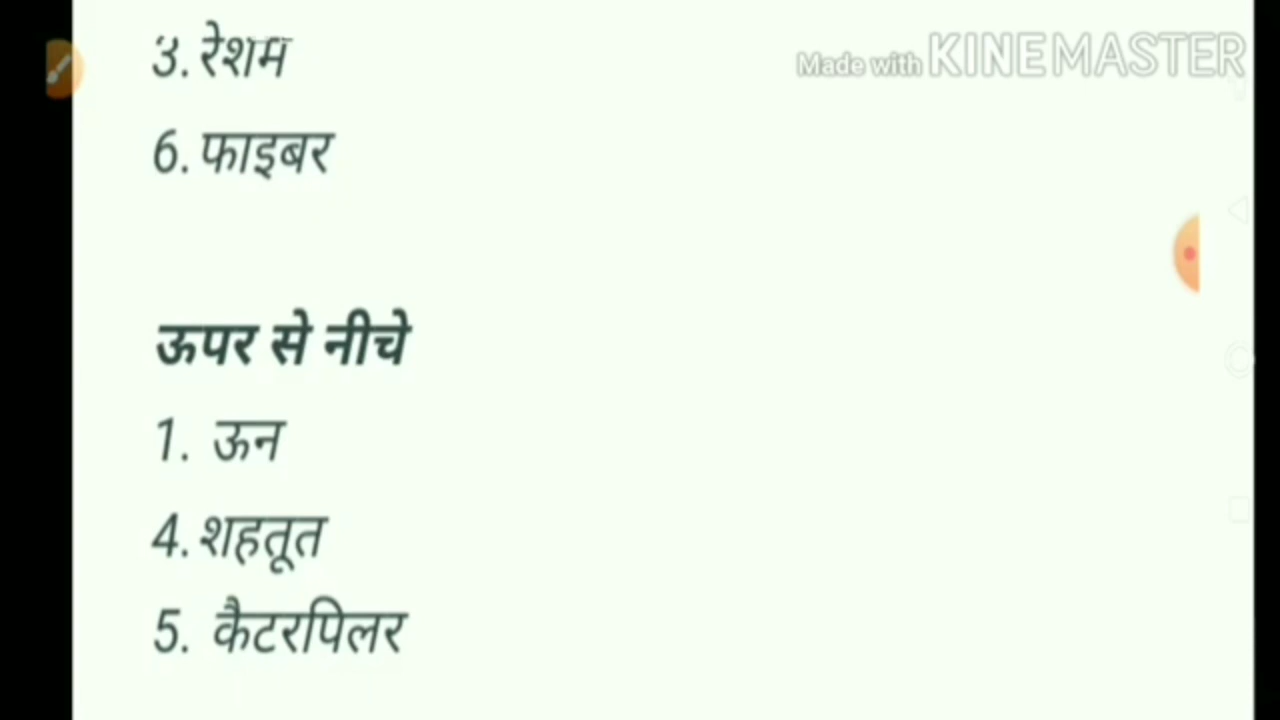 3. रेशम
Made with KINEMASTER
6. फाइबर
ऊपर से नीचे
1. ऊन
4. शहतूत
5. कैटरपिलर